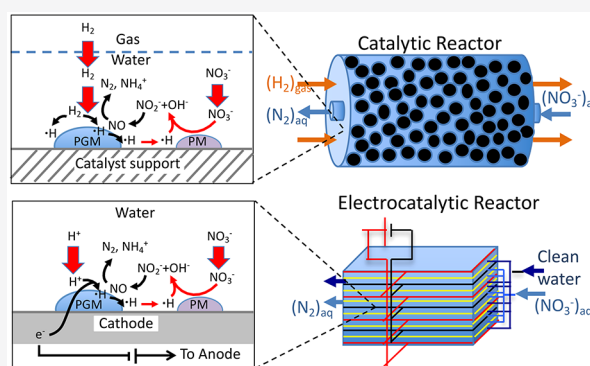 H₂
Gas
Water
H₂
N₂, NH₄⁺
NO₃⁻
H₂
NO₂⁻+OH⁻
NO₃⁻
·H
·H
NO
·H
·H
PGM
PM
Catalyst support
Catalytic Reactor
(H₂)gas
(N₂)aq
(NO₃⁻)a
Water
H⁺
N₂, NH₄⁺
NO₃⁻
H⁺
NO₂⁻+OH⁻
NO₃⁻
·H
NO
·H
·H
PGM
PM
Cathode
e⁻
To Anode
Electrocatalytic Reactor
Clean
water
(N₂)aq
(NO₃⁻)aq